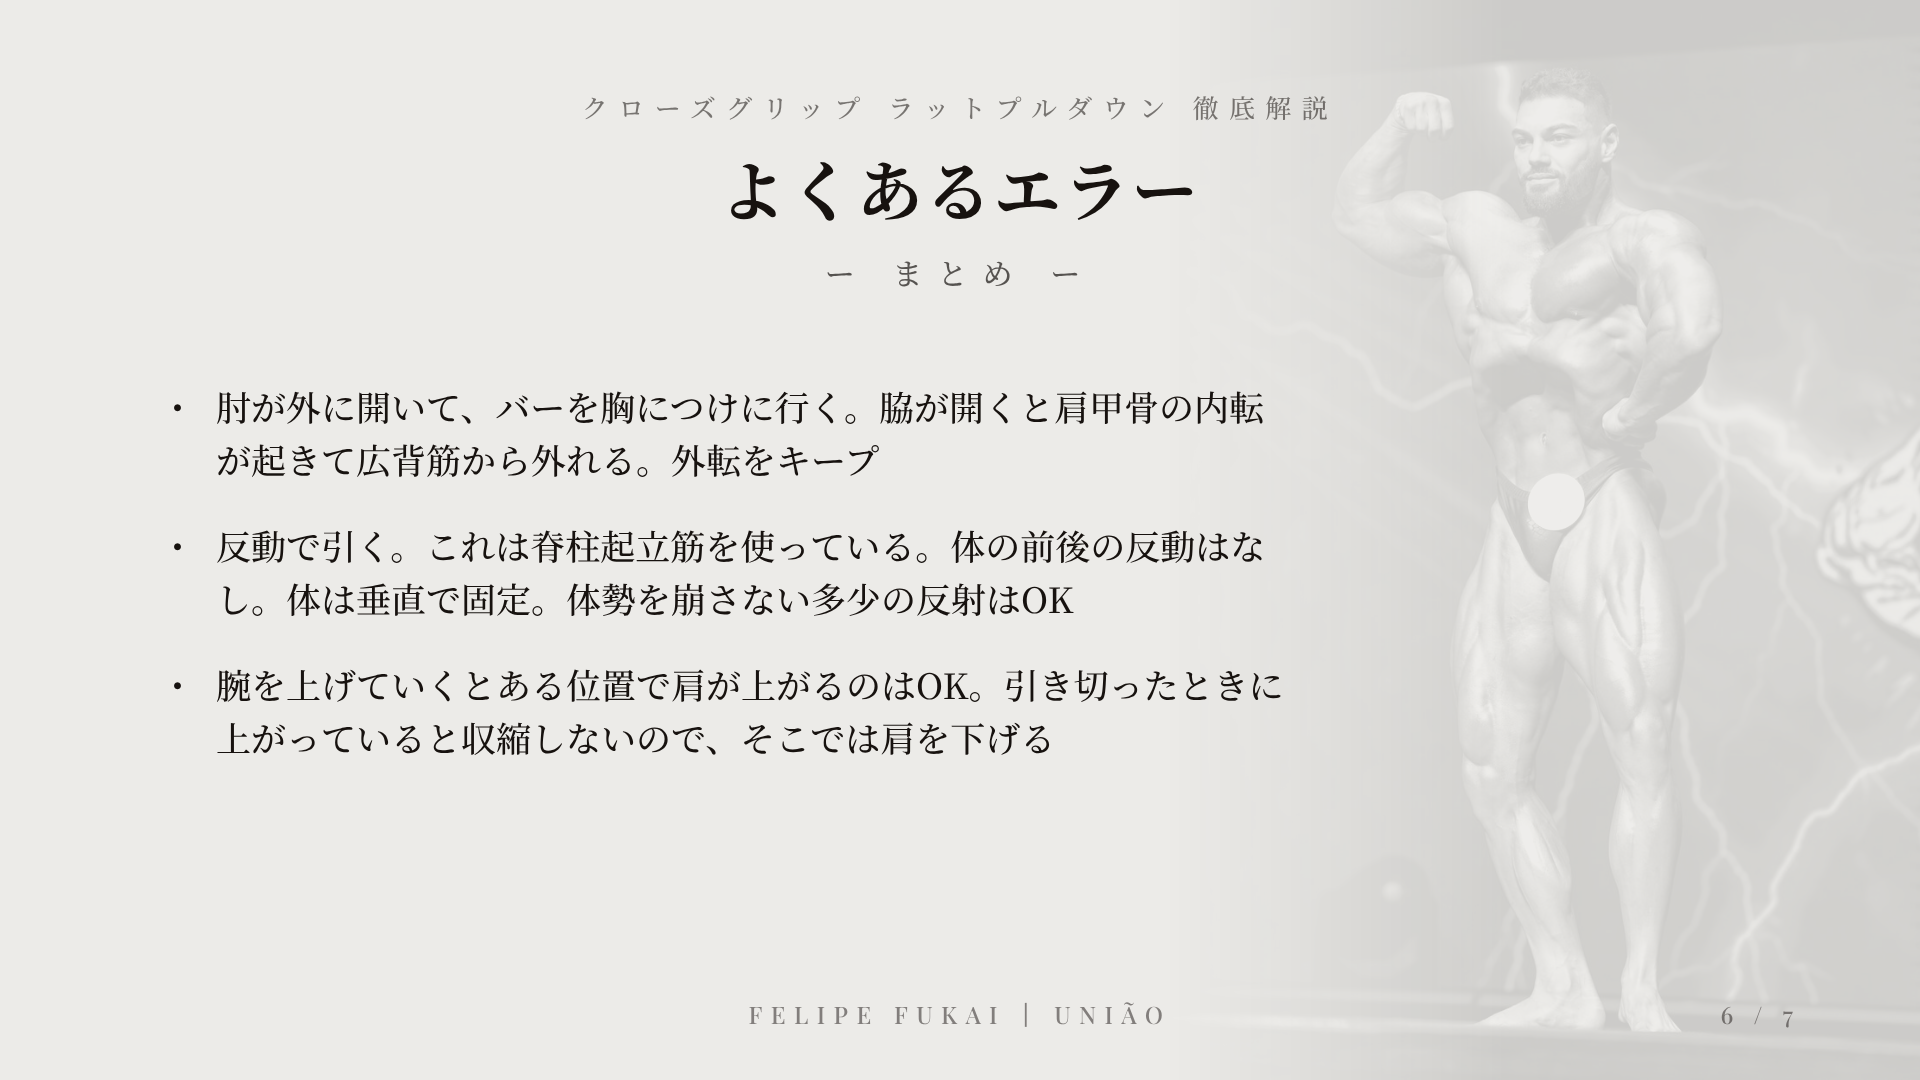 クローズグリップ ラットプルダウン 徹底解説
よくあるエラー
ー まとめ ー
・ 肘が外に開いて、バーを胸につけに行く。脇が開くと肩甲骨の内転
が起きて広背筋から外れる。外転をキープ
・ 反動で引く。これは脊柱起立筋を使っている。体の前後の反動はな
し。体は垂直で固定。体勢を崩さない多少の反射はOK
・ 腕を上げていくとある位置で肩が上がるのはOK。引き切ったときに
上がっていると収縮しないので、そこでは肩を下げる
FELIPE FUKAI | UNIÃO
6 / 7